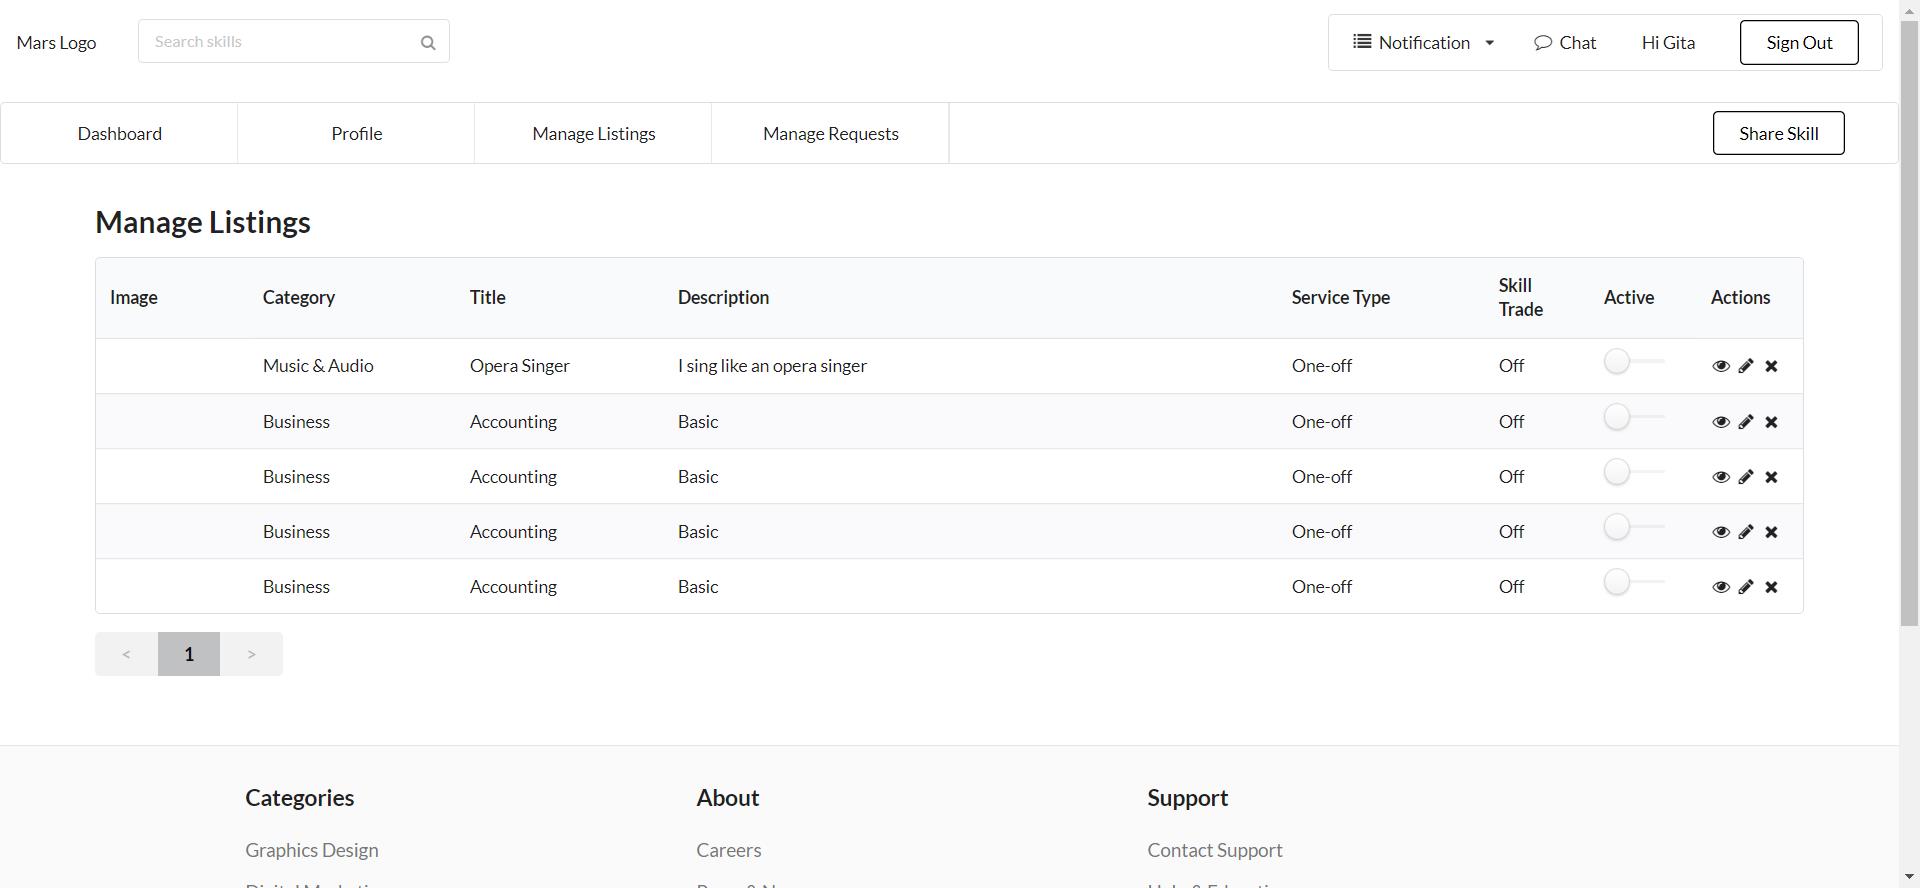 Mars Logo
Search skills
Notification
Chat
Hi Gita
Sign Out
Dashboard
Profile
Manage Listings
Manage Requests
Share Skill
Manage Listings
Image Category Title Description Service Type Skill Trade Active Actions
Music & Audio Opera Singer I sing like an opera singer One-off Off
Business Accounting Basic One-off Off
Business Accounting Basic One-off Off
Business Accounting Basic One-off Off
Business Accounting Basic One-off Off
< 1 >
Categories About Support
Graphics Design Careers Contact Support